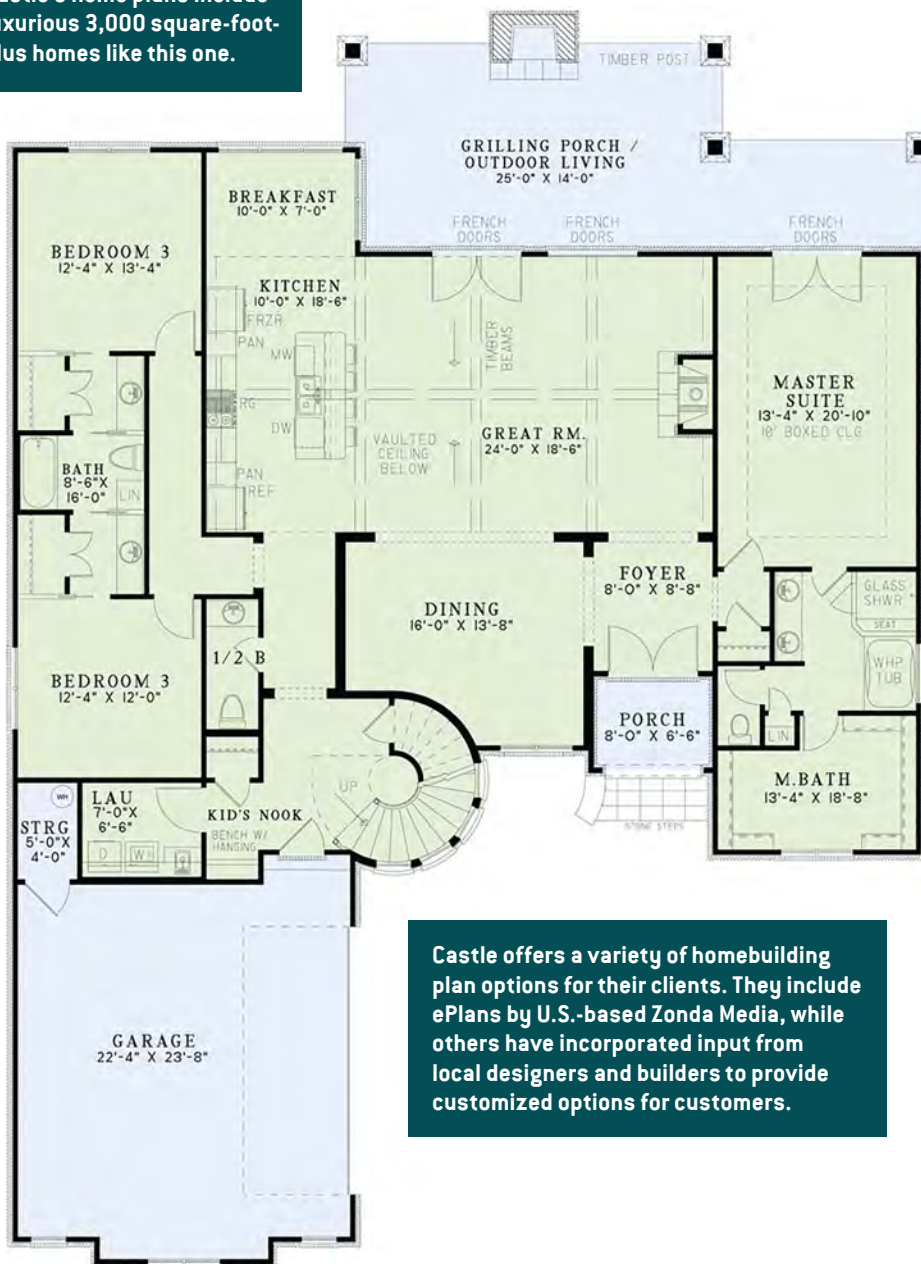 luxurious 3,000 square-foot-
plus homes like this one.
TIMBER POST
GRILLING PORCH /
OUTDOOR LIVING
25'-0" X 14'-0"
FRENCH
DOORS
FRENCH
DOORS
FRENCH
DOORS
BREAKFAST
10'-0" X 7'-0"
BEDROOM 3
12'-4" X 13'-4"
KITCHEN
10'-0" X 18'-6"
FRZR
PAN
MW
RG
DW
PAN
REF
TIMBER
BEAMS
VAULTED
CEILING
BELOW
GREAT RM.
24'-0" X 18'-6"
MASTER
SUITE
13'-4" X 20'-10"
10' BOXED CLG
BATH
8'-6"X
16'-0"
LIN
FOYER
8'-0" X 8'-8"
GLASS
SHWR
SEAT
WHP
TUB
DINING
16'-0" X 13'-8"
1/2 B
BEDROOM 3
12'-4" X 12'-0"
PORCH
8'-0" X 6'-6"
LIN
M.BATH
13'-4" X 18'-8"
STONE STEPS
UP
WH
LAU
7'-0"X
6'-6"
STRG
5'-0"X
4'-0"
D
KID'S NOOK
BENCH W/
HANGING
GARAGE
22'-4" X 23'-8"
Castle offers a variety of homebuilding
plan options for their clients. They include
ePlans by U.S.-based Zonda Media, while
others have incorporated input from
local designers and builders to provide
customized options for customers.